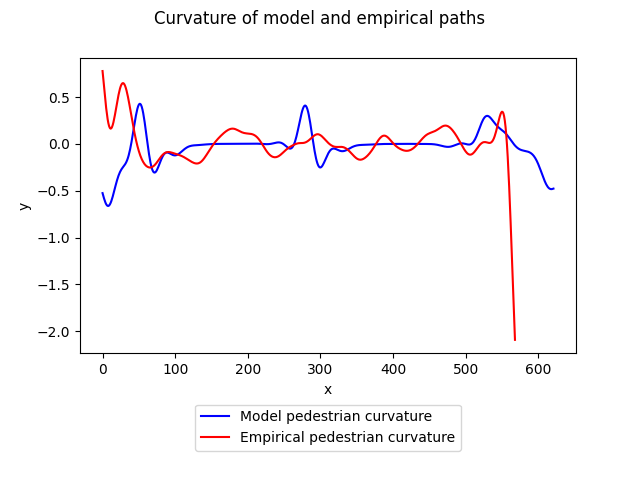 Curvature of model and empirical paths
0.5
0.0
−0.5
−1.0
−1.5
−2.0
y
0 100 200 300 400 500 600
x
Model pedestrian curvature
Empirical pedestrian curvature